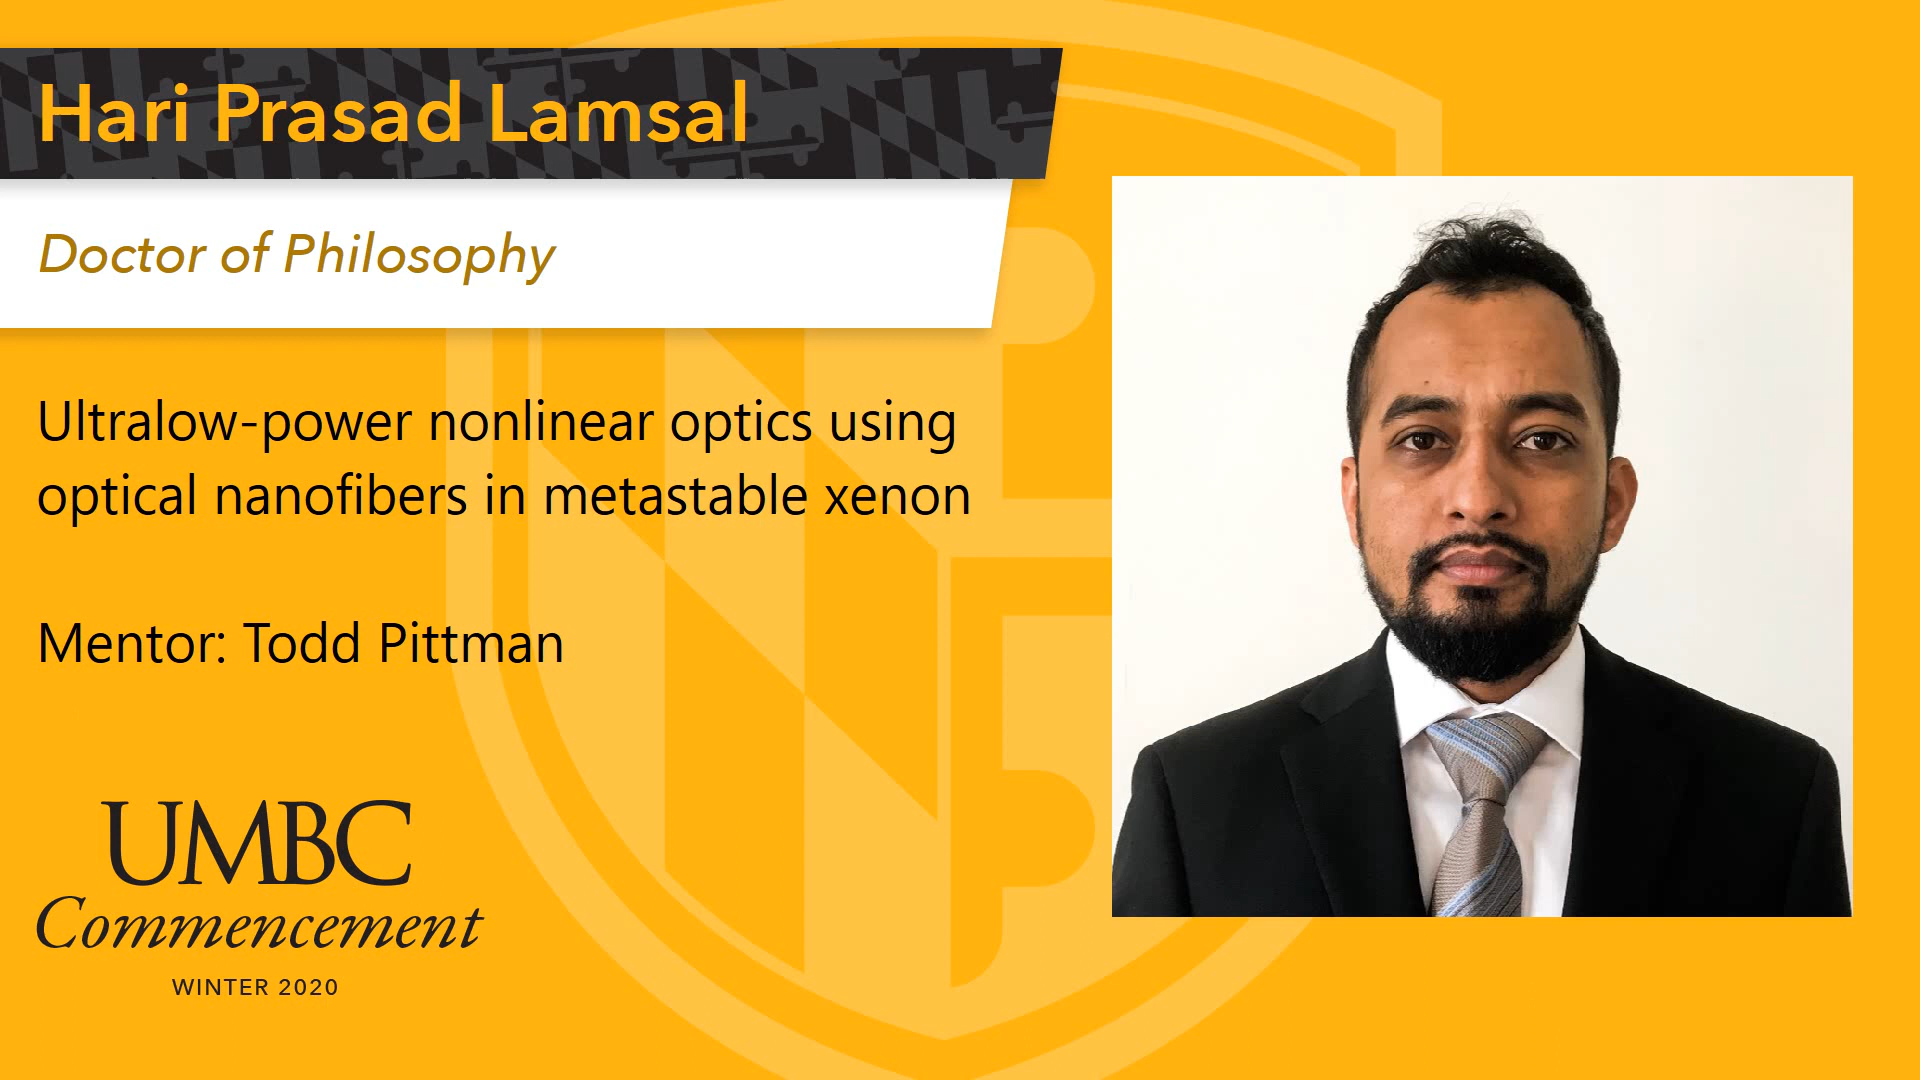 Hari Prasad Lamsal
Doctor of Philosophy
Ultralow-power nonlinear optics using
optical nanofibers in metastable xenon
Mentor: Todd Pittman
UMBC
Commencement
WINTER 2020